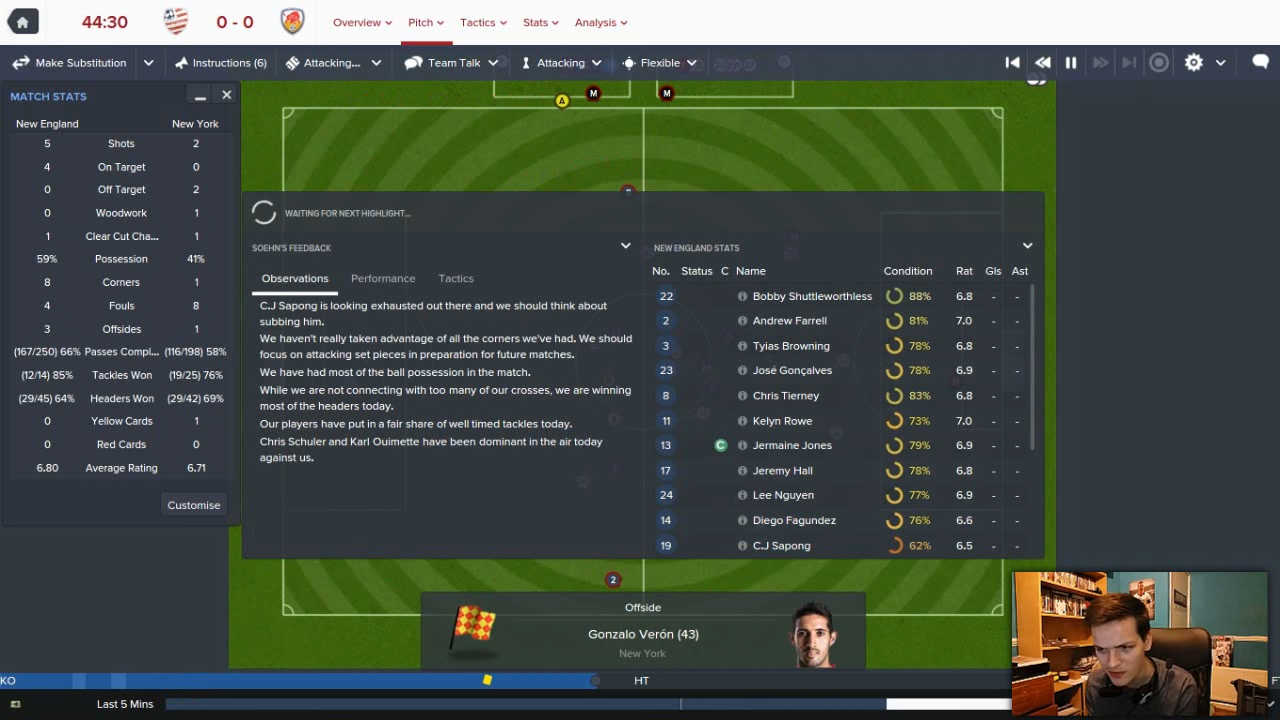 44:30
0 - 0
Overview
Pitch
Tactics
Stats
Analysis
Make Substitution
Instructions (6)
Attacking...
Team Talk
Attacking
Flexible
MATCH STATS
New England New York
5 Shots 2
4 On Target 0
0 Off Target 2
0 Woodwork 1
1 Clear Cut Cha... 1
59% Possession 41%
8 Corners 1
4 Fouls 8
3 Offsides 1
(167/250) 66% Passes Compl... (116/198) 58%
(12/14) 85% Tackles Won (19/25) 76%
(29/45) 64% Headers Won (29/42) 69%
0 Yellow Cards 1
0 Red Cards 0
6.80 Average Rating 6.71
Customise
A
M
M
WAITING FOR NEXT HIGHLIGHT...
SOEHN'S FEEDBACK
Observations Performance Tactics
C.J Sapong is looking exhausted out there and we should think about
subbing him.
We haven't really taken advantage of all the corners we've had. We should
focus on attacking set pieces in preparation for future matches.
We have had most of the ball possession in the match.
While we are not connecting with too many of our crosses, we are winning
most of the headers today.
Our players have put in a fair share of well timed tackles today.
Chris Schuler and Karl Ouimette have been dominant in the air today
against us.
NEW ENGLAND STATS
No. Status C Name Condition Rat Gls Ast
22 Bobby Shuttleworthless 88% 6.8 - -
2 Andrew Farrell 81% 7.0 - -
3 Tyias Browning 78% 6.8 - -
23 José Gonçalves 78% 6.9 - -
8 Chris Tierney 83% 6.8 - -
11 Kelyn Rowe 73% 7.0 - -
13 C Jermaine Jones 79% 6.9 - -
17 Jeremy Hall 78% 6.8 - -
24 Lee Nguyen 77% 6.9 - -
14 Diego Fagundez 76% 6.6 - -
19 C.J Sapong 62% 6.5 - -
2
Offside
Gonzalo Verón (43)
New York
KO
HT
Last 5 Mins